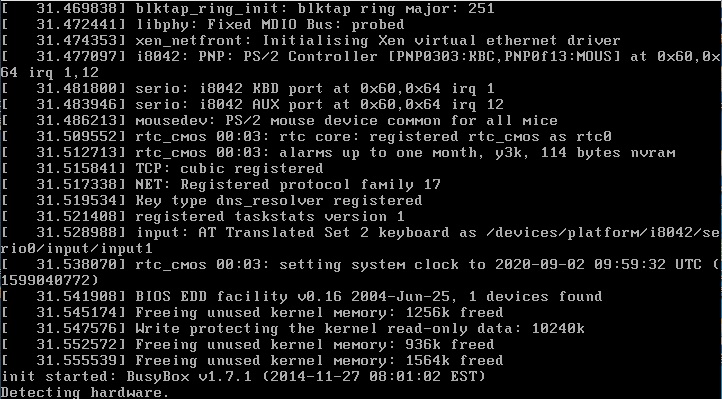 [   31.469838] blktap_ring_init: blktap ring major: 251
[   31.472441] libphy: Fixed MDIO Bus: probed
[   31.474353] xen_netfront: Initialising Xen virtual ethernet driver
[   31.477097] i8042: PNP: PS/2 Controller [PNP0303:KBC,PNP0f13:MOUS] at 0x60,0x
64 irq 1,12
[   31.481800] serio: i8042 KBD port at 0x60,0x64 irq 1
[   31.483946] serio: i8042 AUX port at 0x60,0x64 irq 12
[   31.486213] mousedev: PS/2 mouse device common for all mice
[   31.509552] rtc_cmos 00:03: rtc core: registered rtc_cmos as rtc0
[   31.512713] rtc_cmos 00:03: alarms up to one month, y3k, 114 bytes nvram
[   31.515841] TCP: cubic registered
[   31.517338] NET: Registered protocol family 17
[   31.519534] Key type dns_resolver registered
[   31.521408] registered taskstats version 1
[   31.528988] input: AT Translated Set 2 keyboard as /devices/platform/i8042/se
rio0/input/input1
[   31.538070] rtc_cmos 00:03: setting system clock to 2020-09-02 09:59:32 UTC (
1599040772)
[   31.541908] BIOS EDD facility v0.16 2004-Jun-25, 1 devices found
[   31.545174] Freeing unused kernel memory: 1256k freed
[   31.547576] Write protecting the kernel read-only data: 10240k
[   31.552572] Freeing unused kernel memory: 936k freed
[   31.555539] Freeing unused kernel memory: 1564k freed
init started: BusyBox v1.7.1 (2014-11-27 08:01:02 EST)
Detecting hardware.